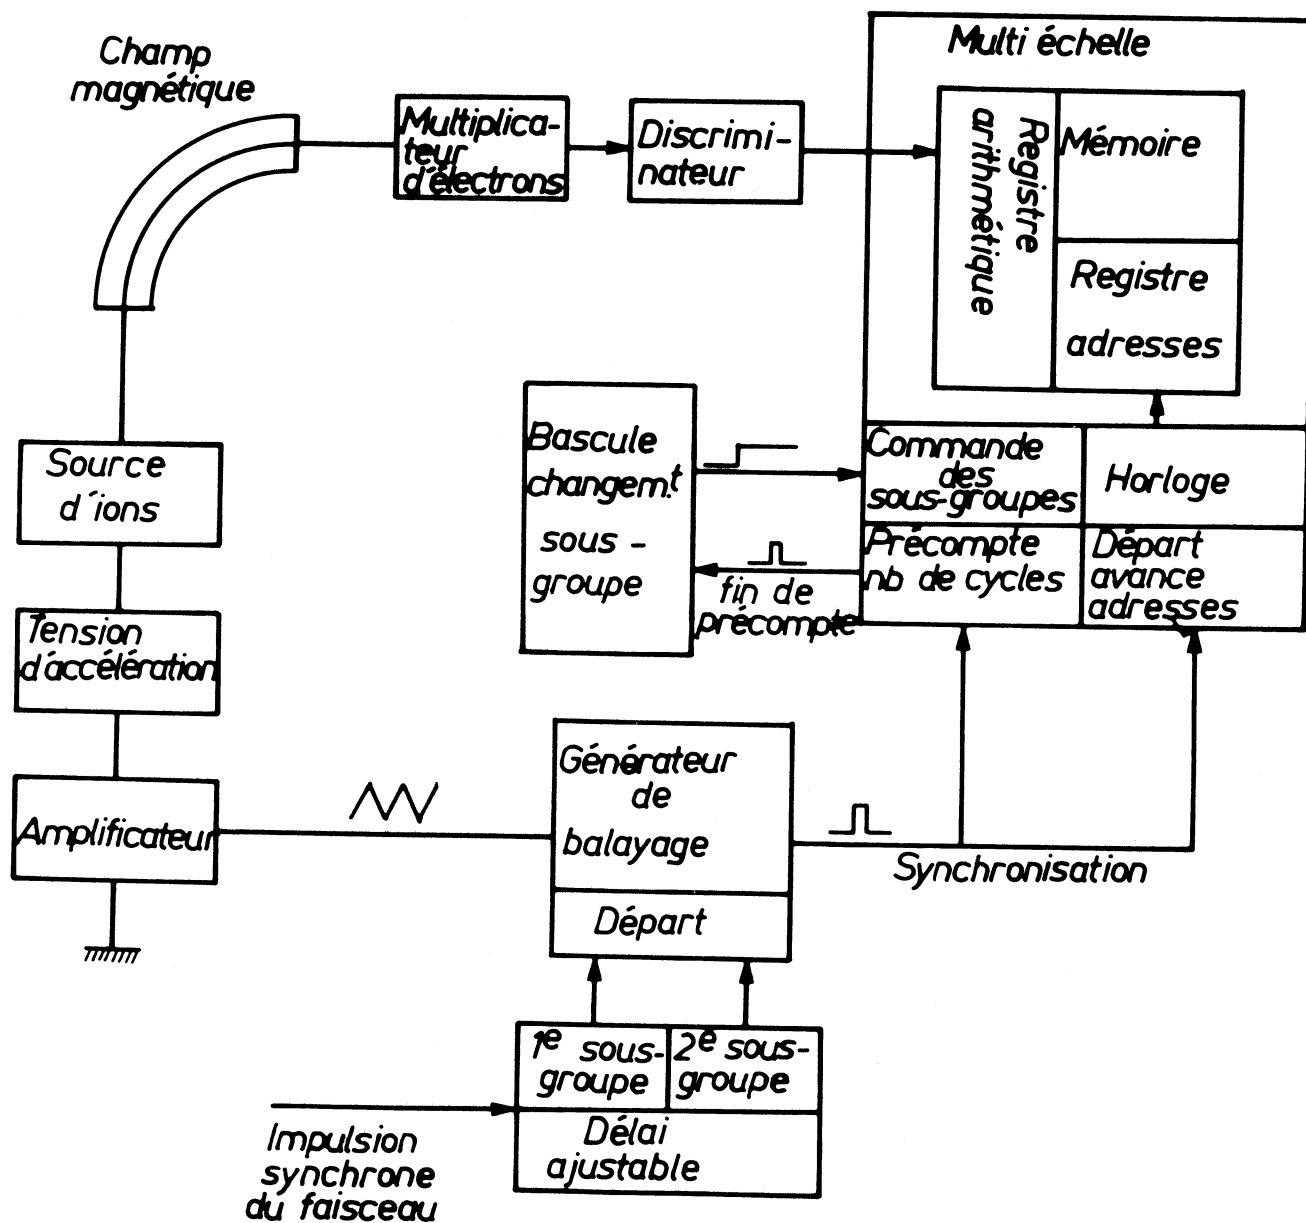 Champ
magnétique
Multiplica-
teur
d'électrons
Discrimi-
nateur
Multi échelle
Registre
arithmétique
Mémoire
Registre
adresses
Source
d'ions
Bascule
changem.t
sous -
groupe
Commande
des
sous-groupes
Horloge
Précompte
nb de cycles
Départ
avance
adresses
fin de
précompte
Tension
d'accélération
Amplificateur
Générateur
de
balayage
Départ
Synchronisation
1e sous-
groupe
2e sous-
groupe
Délai
ajustable
Impulsion
synchrone
du faisceau